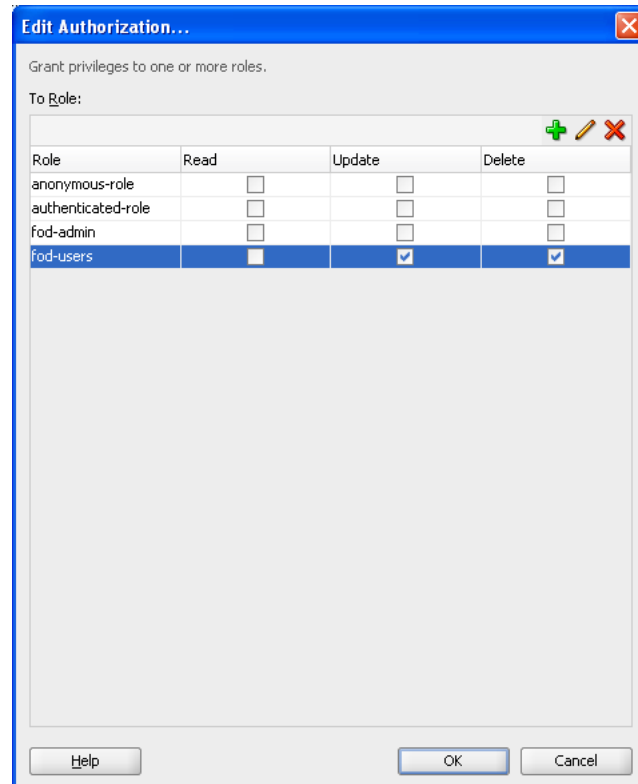 Edit Authorization...
Grant privileges to one or more roles.
To Role:
Role Read Update Delete
anonymous-role
authenticated-role
fod-admin
fod-users
Help OK Cancel